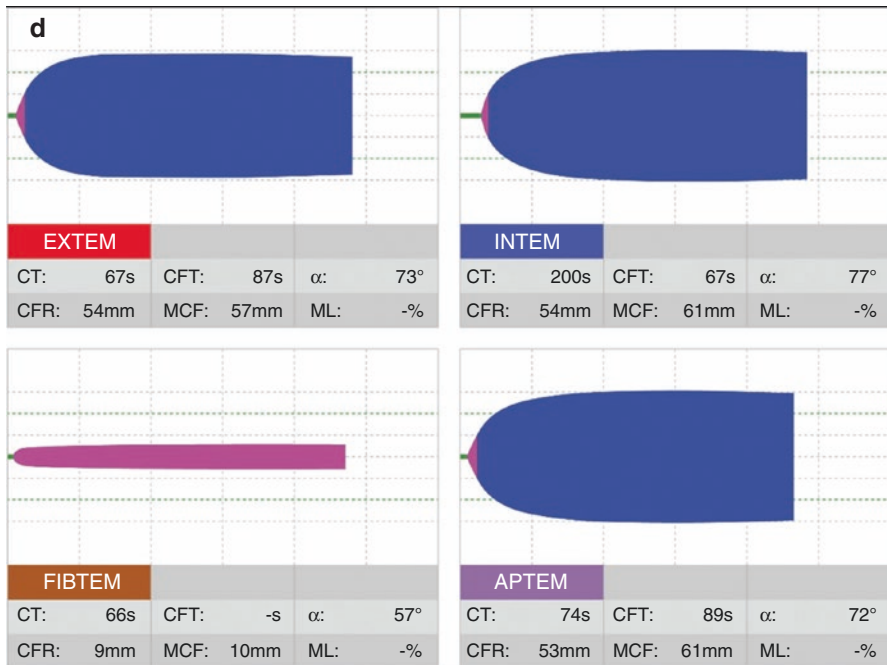 d
EXTEM
CT: 67s CFT: 87s α: 73°
CFR: 54mm MCF: 57mm ML: -%
INTEM
CT: 200s CFT: 67s α: 77°
CFR: 54mm MCF: 61mm ML: -%
FIBTEM
CT: 66s CFT: -s α: 57°
CFR: 9mm MCF: 10mm ML: -%
APTEM
CT: 74s CFT: 89s α: 72°
CFR: 53mm MCF: 61mm ML: -%